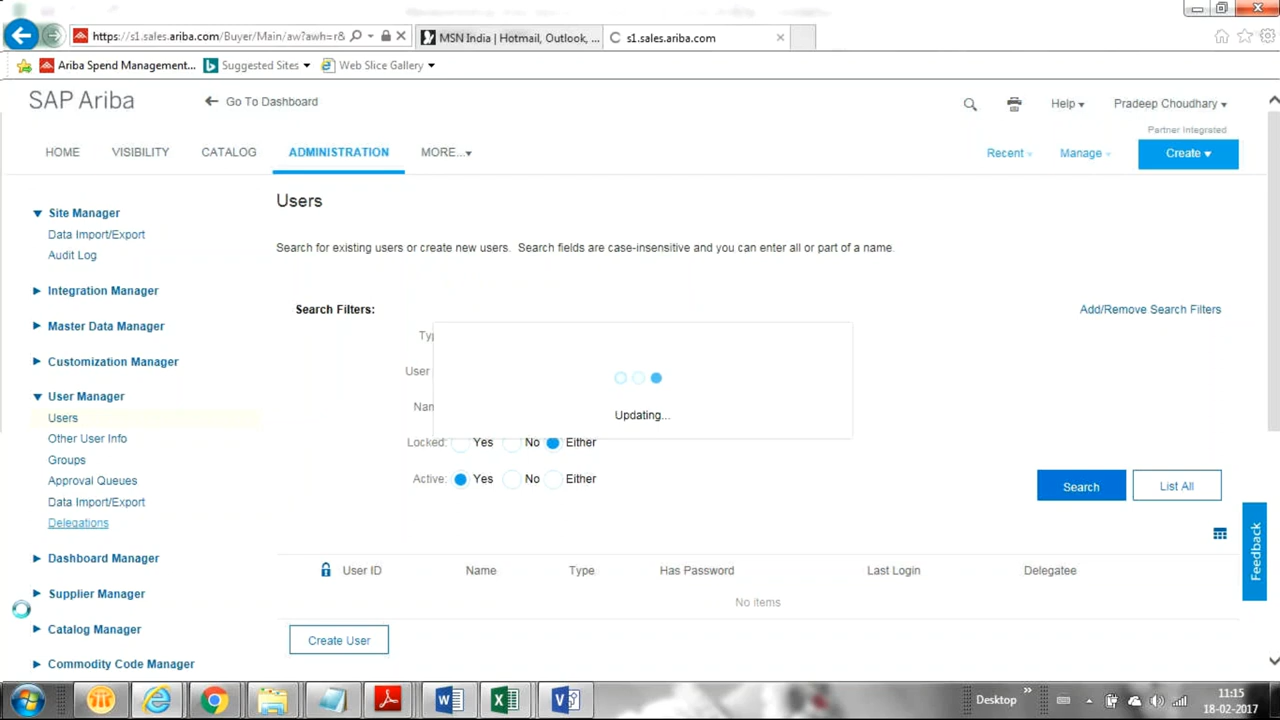 https://s1.sales.ariba.com/Buyer/Main/aw?awh=r&
MSN India | Hotmail, Outlook, ...
s1.sales.ariba.com
Ariba Spend Management...
Suggested Sites
Web Slice Gallery
SAP Ariba
Go To Dashboard
Help
Pradeep Choudhary
Partner Integrated
HOME
VISIBILITY
CATALOG
ADMINISTRATION
MORE...
Recent
Manage
Create
Site Manager
Data Import/Export
Audit Log
Integration Manager
Master Data Manager
Customization Manager
User Manager
Users
Other User Info
Groups
Approval Queues
Data Import/Export
Delegations
Dashboard Manager
Supplier Manager
Catalog Manager
Commodity Code Manager
Users
Search for existing users or create new users. Search fields are case-insensitive and you can enter all or part of a name.
Search Filters:
Add/Remove Search Filters
Typ
User
Nam
Updating...
Locked: Yes No Either
Active: Yes No Either
Search
List All
Feedback
User ID Name Type Has Password Last Login Delegatee
No items
Create User
Desktop
11:15
18-02-2017